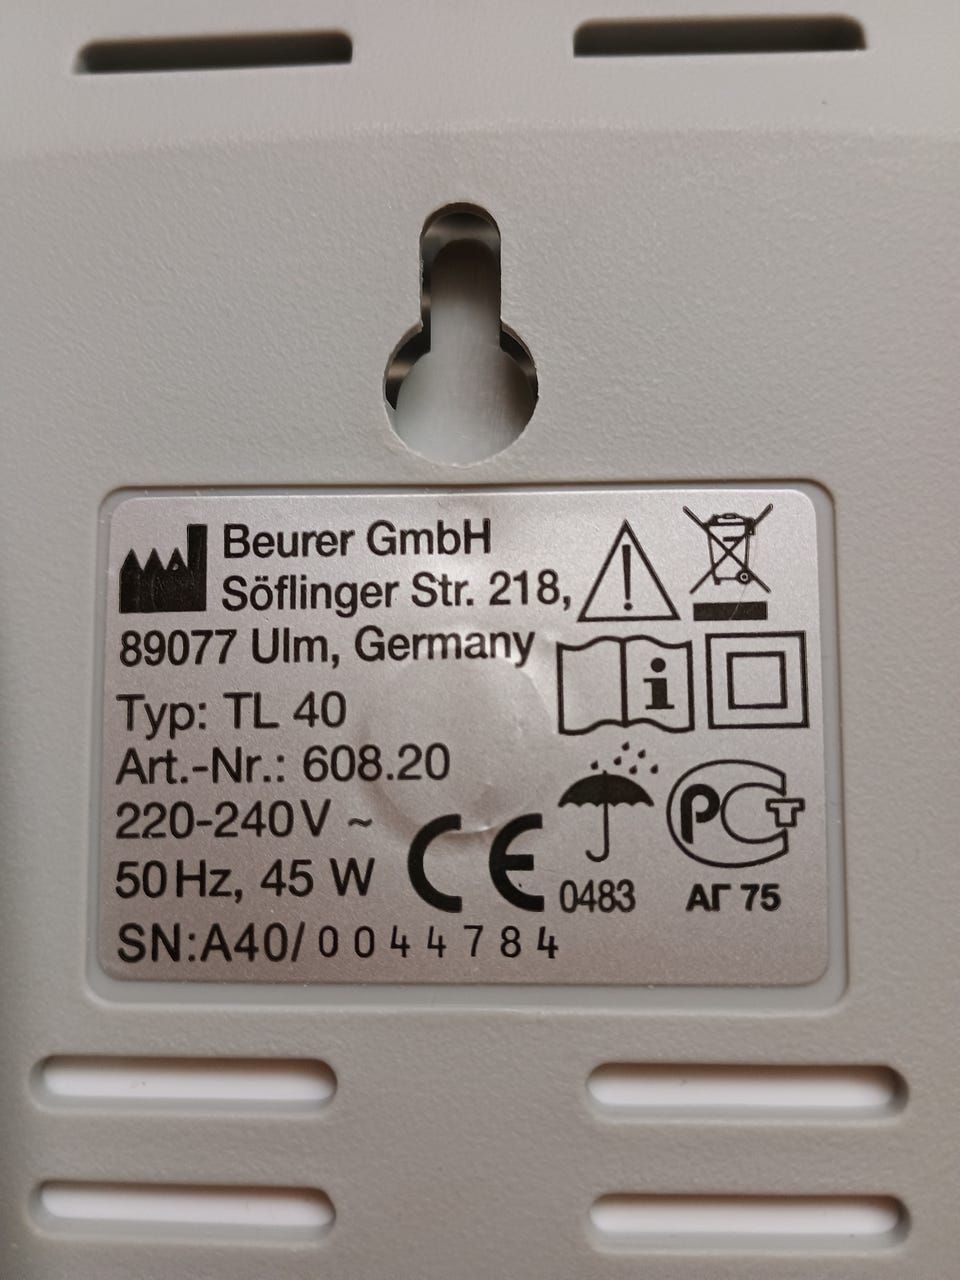 Beurer GmbH
Söflinger Str. 218,
89077 Ulm, Germany
Typ: TL 40
Art.-Nr.: 608.20
220-240V ~
50Hz, 45 W
CE 0483
РСТ
АГ 75
SN:A40/0044784